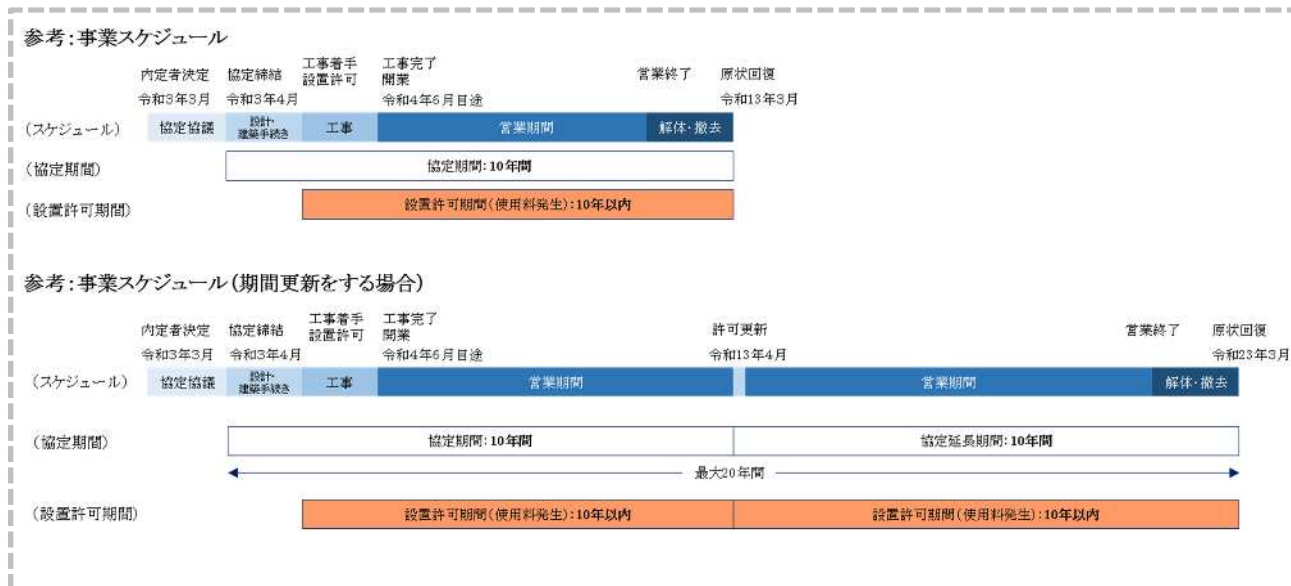 参考：事業スケジュール
内定者決定
令和3年3月
協定締結
令和3年4月
工事着手
設置許可
工事完了
開業
令和4年6月目途
営業終了
原状回復
令和13年3月
（スケジュール）
協定協議
設計・
建築手続き
工事
営業期間
解体・撤去
（協定期間）
協定期間：10年間
（設置許可期間）
設置許可期間（使用料発生）：10年以内
参考：事業スケジュール（期間更新をする場合）
内定者決定
令和3年3月
協定締結
令和3年4月
工事着手
設置許可
工事完了
開業
令和4年6月目途
許可更新
令和13年4月
営業終了
原状回復
令和23年3月
（スケジュール）
協定協議
設計・
建築手続き
工事
営業期間
営業期間
解体・撤去
（協定期間）
協定期間：10年間
協定延長期間：10年間
最大20年間
（設置許可期間）
設置許可期間（使用料発生）：10年以内
設置許可期間（使用料発生）：10年以内